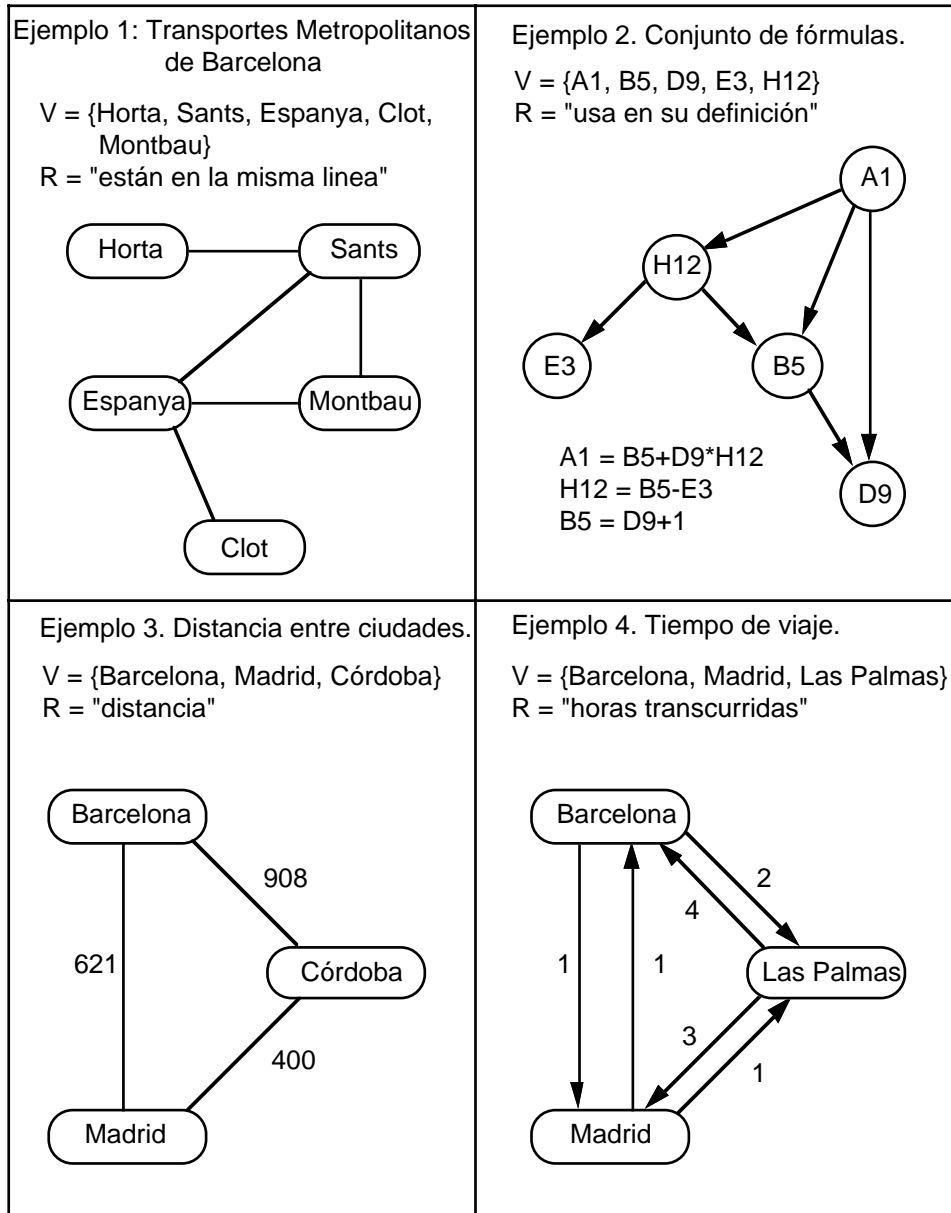 Ejemplo 1: Transportes Metropolitanos
de Barcelona
V = {Horta, Sants, Espanya, Clot,
Montbau}
R = "están en la misma linea"
Horta
Sants
Espanya
Montbau
Clot
Ejemplo 2. Conjunto de fórmulas.
V = {A1, B5, D9, E3, H12}
R = "usa en su definición"
A1
H12
E3
B5
D9
A1 = B5+D9*H12
H12 = B5-E3
B5 = D9+1
Ejemplo 3. Distancia entre ciudades.
V = {Barcelona, Madrid, Córdoba}
R = "distancia"
Barcelona
908
621
Córdoba
400
Madrid
Ejemplo 4. Tiempo de viaje.
V = {Barcelona, Madrid, Las Palmas}
R = "horas transcurridas"
Barcelona
2
4
1
1
Las Palmas
3
1
Madrid